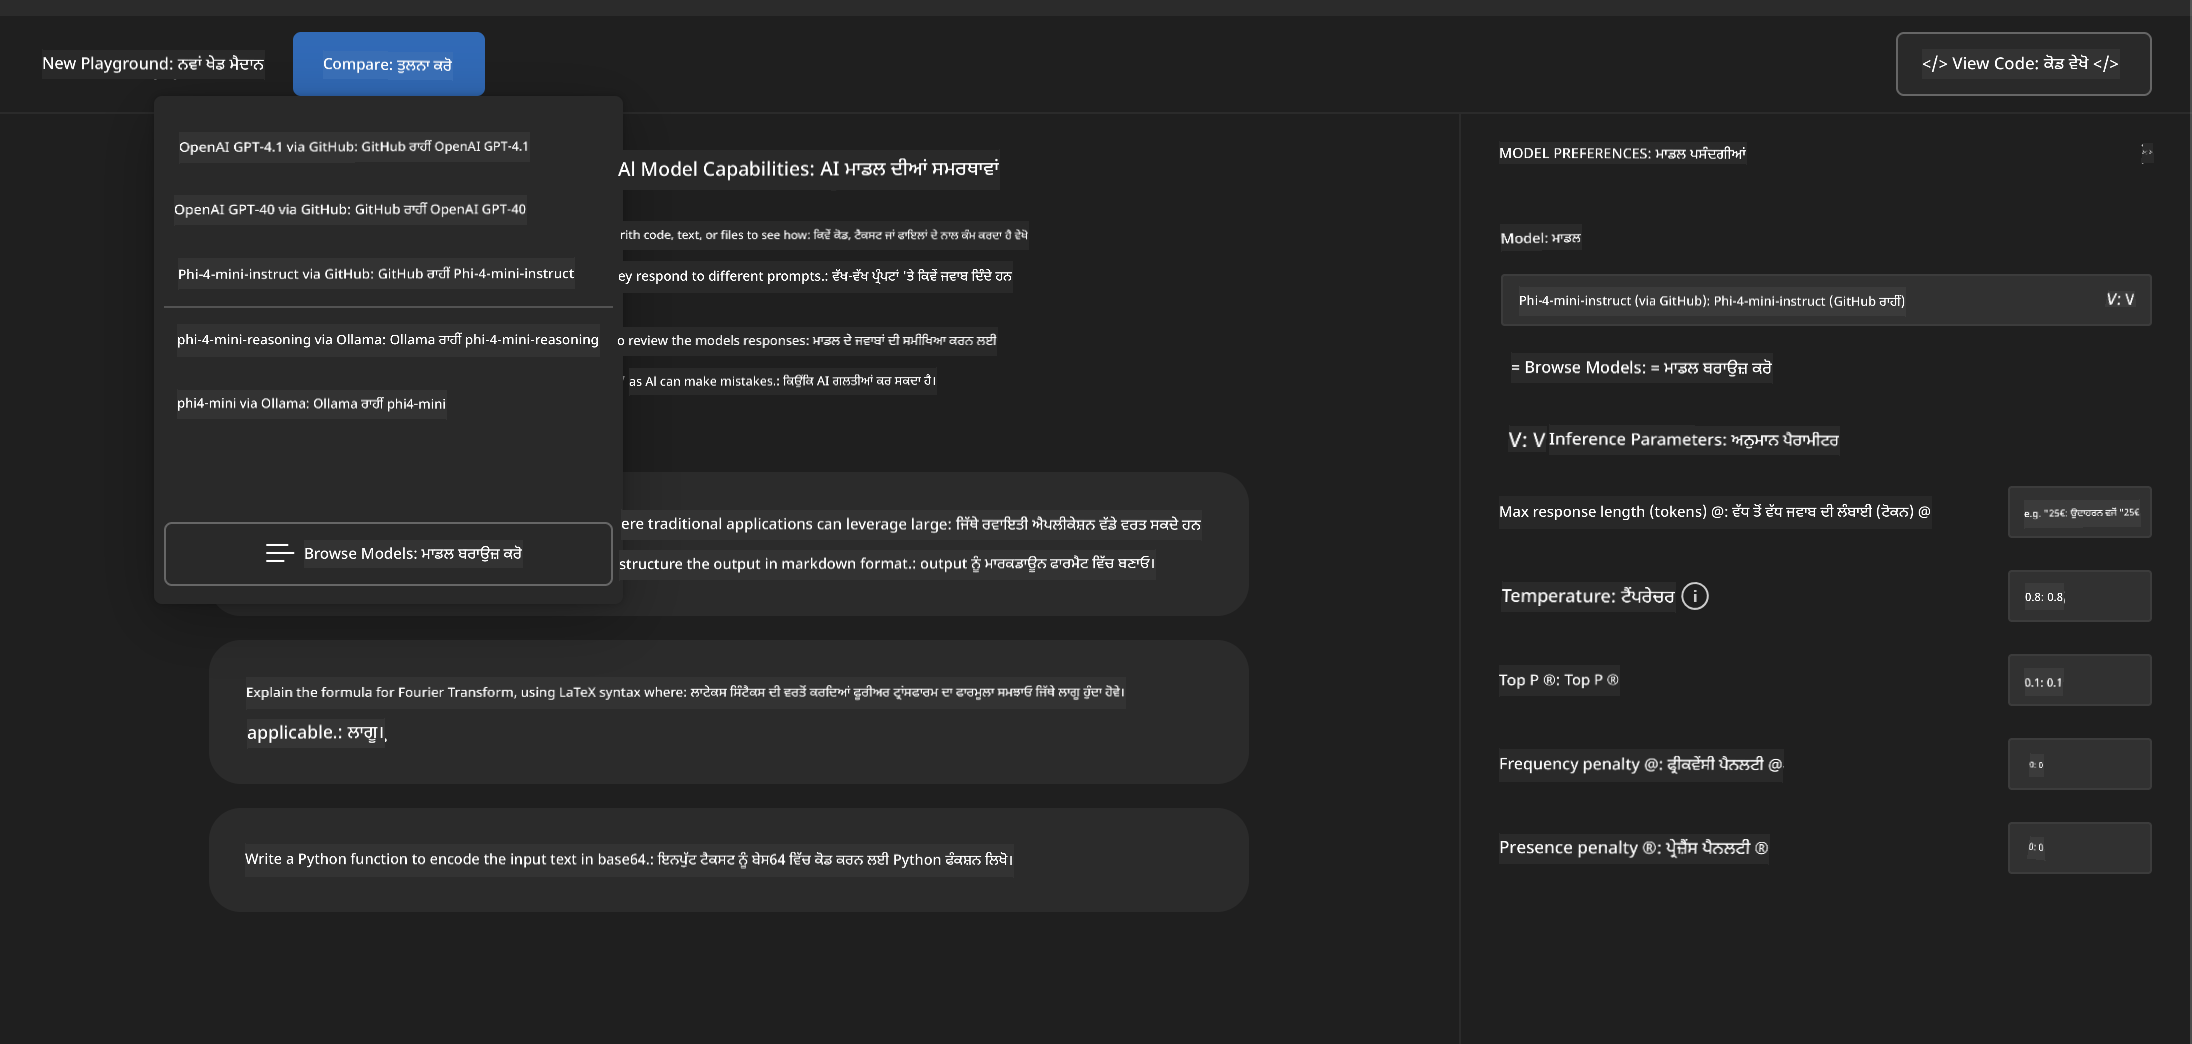 New Playground: ਨਵਾਂ ਖੇਡ ਮੈਦਾਨ
Compare: ਤੁਲਨਾ ਕਰੋ
</> View Code: ਕੋਡ ਵੇਖੋ </>
OpenAI GPT-4.1 via GitHub: GitHub ਰਾਹੀਂ OpenAI GPT-4.1
OpenAI GPT-40 via GitHub: GitHub ਰਾਹੀਂ OpenAI GPT-40
Phi-4-mini-instruct via GitHub: GitHub ਰਾਹੀਂ Phi-4-mini-instruct
phi-4-mini-reasoning via Ollama: Ollama ਰਾਹੀਂ phi-4-mini-reasoning
phi4-mini via Ollama: Ollama ਰਾਹੀਂ phi4-mini
Browse Models: ਮਾਡਲ ਬਰਾਉਜ਼ ਕਰੋ
AI Model Capabilities: AI ਮਾਡਲ ਦੀਆਂ ਸਮਰਥਾਵਾਂ
rith code, text, or files to see how: ਕਿਵੇਂ ਕੋਡ, ਟੈਕਸਟ ਜਾਂ ਫਾਇਲਾਂ ਦੇ ਨਾਲ ਕੰਮ ਕਰਦਾ ਹੈ ਵੇਖੋ
ey respond to different prompts.: ਵੱਖ-ਵੱਖ ਪ੍ਰੰਪਟਾਂ 'ਤੇ ਕਿਵੇਂ ਜਵਾਬ ਦਿੰਦੇ ਹਨ
o review the models responses: ਮਾਡਲ ਦੇ ਜਵਾਬਾਂ ਦੀ ਸਮੀਖਿਆ ਕਰਨ ਲਈ
as AI can make mistakes.: ਕਿਉਂਕਿ AI ਗਲਤੀਆਂ ਕਰ ਸਕਦਾ ਹੈ।
ere traditional applications can leverage large: ਜਿੱਥੇ ਰਵਾਇਤੀ ਐਪਲੀਕੇਸ਼ਨ ਵੱਡੇ ਵਰਤ ਸਕਦੇ ਹਨ
structure the output in markdown format.: output ਨੂੰ ਮਾਰਕਡਾਊਨ ਫਾਰਮੈਟ ਵਿੱਚ ਬਣਾਓ।
Explain the formula for Fourier Transform, using LaTeX syntax where: ਲਾਟੇਕਸ ਸਿੰਟੈਕਸ ਦੀ ਵਰਤੋਂ ਕਰਦਿਆਂ ਫੂਰੀਅਰ ਟ੍ਰਾਂਸਫਾਰਮ ਦਾ ਫਾਰਮੂਲਾ ਸਮਝਾਓ ਜਿੱਥੇ ਲਾਗੂ ਹੁੰਦਾ ਹੋਵੇ।
applicable.: ਲਾਗੂ।
Write a Python function to encode the input text in base64.: ਇਨਪੁੱਟ ਟੈਕਸਟ ਨੂੰ ਬੇਸ64 ਵਿੱਚ ਕੋਡ ਕਰਨ ਲਈ Python ਫੰਕਸ਼ਨ ਲਿਖੋ।
MODEL PREFERENCES: ਮਾਡਲ ਪਸੰਦਗੀਆਂ
Model: ਮਾਡਲ
Phi-4-mini-instruct (via GitHub): Phi-4-mini-instruct (GitHub ਰਾਹੀਂ) V: V
= Browse Models: = ਮਾਡਲ ਬਰਾਉਜ਼ ਕਰੋ
V: V Inference Parameters: ਅਨੁਮਾਨ ਪੈਰਾਮੀਟਰ
Max response length (tokens) @: ਵੱਧ ਤੋਂ ਵੱਧ ਜਵਾਬ ਦੀ ਲੰਬਾਈ (ਟੋਕਨ) @
e.g. "25€: ਉਦਾਹਰਨ ਵਜੋਂ "25€
Temperature: ਟੈਂਪਰੇਚਰ
0.8: 0.8
Top P ®: Top P ®
0.1: 0.1
Frequency penalty @: ਫ੍ਰੀਕਵੇਂਸੀ ਪੈਨਲਟੀ @
0: 0
Presence penalty ®: ਪ੍ਰੇਜ਼ੈਂਸ ਪੈਨਲਟੀ ®
0: 0